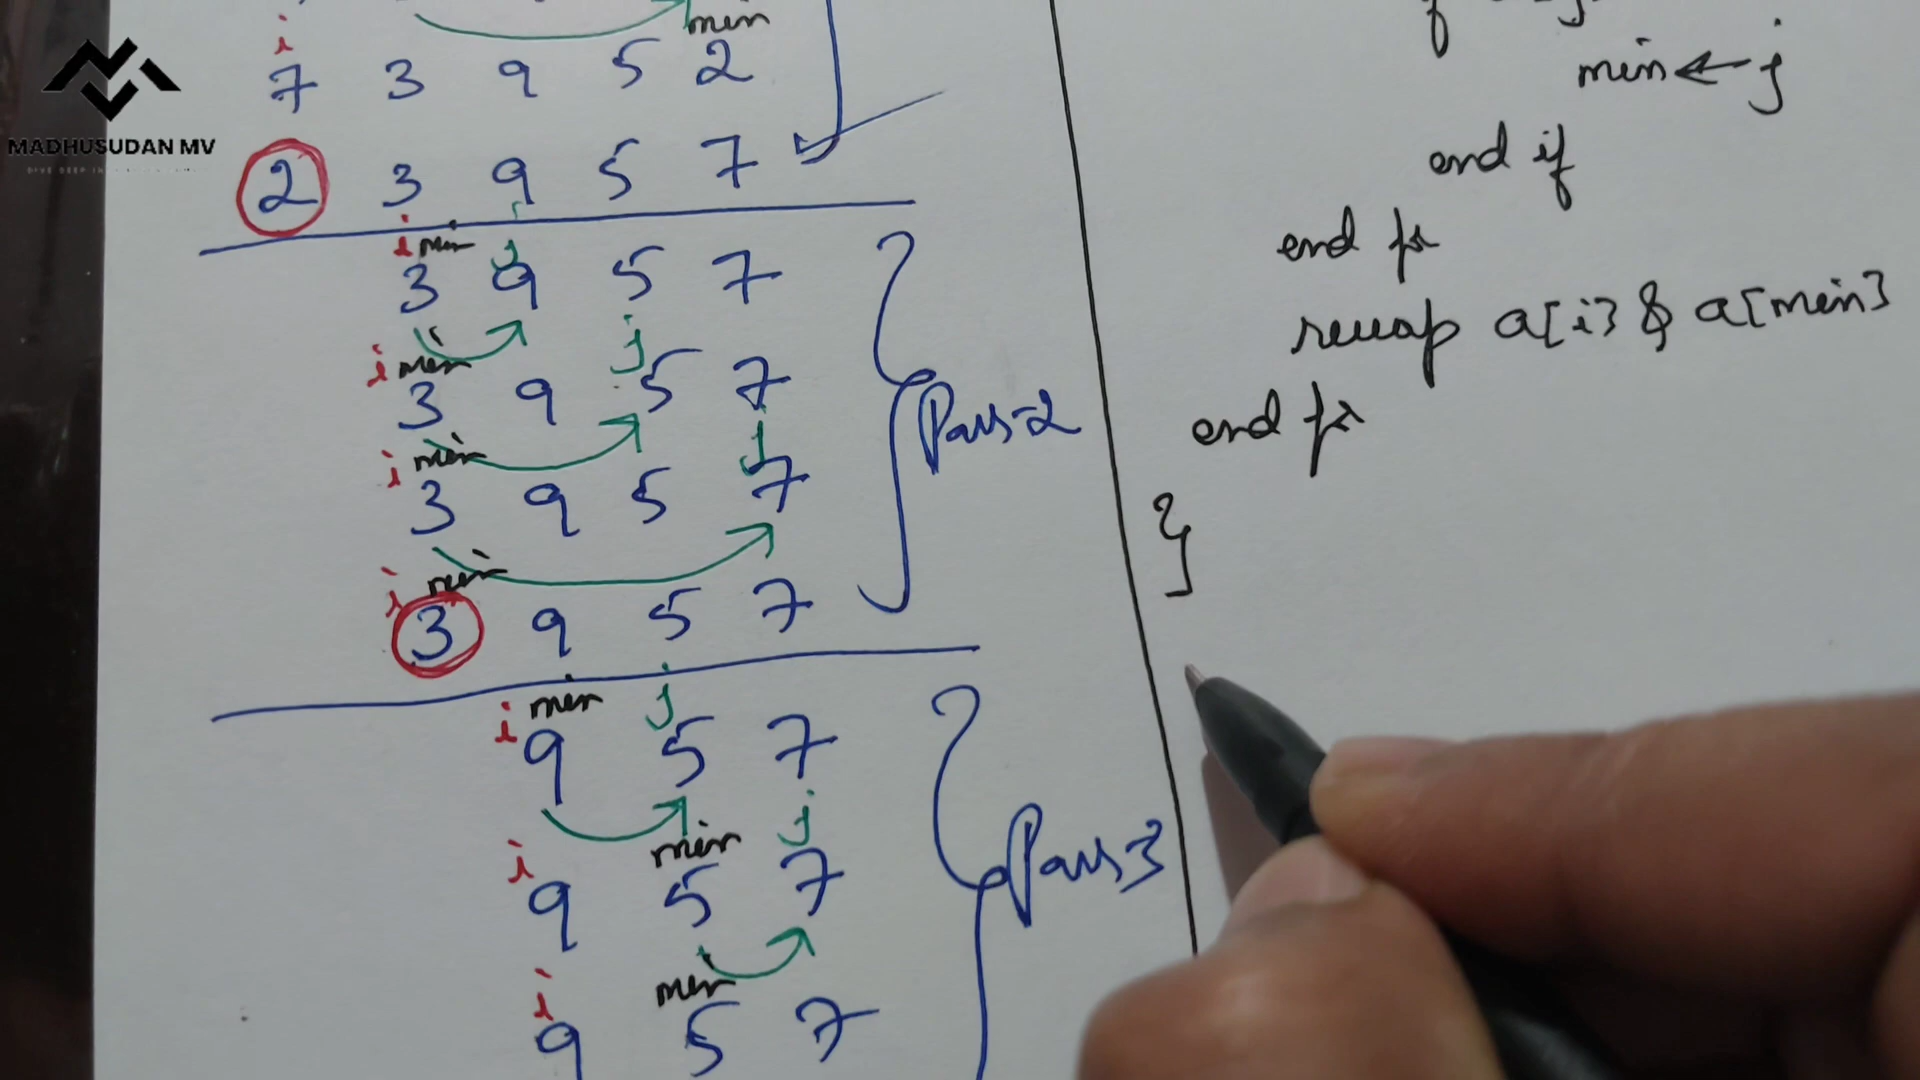 min
i
7 3 9 5 2
MADHUSUDAN MV
2 3 9 5 7
i min j
3 9 5 7
i min j
3 9 5 7
i min j
3 9 5 7
i min
3 9 5 7
Pass-2
i min j
9 5 7
i min j
9 5 7
i min
9 5 7
Pass 3
min ← j
end if
end for
swap a[i] & a[min]
end for
}